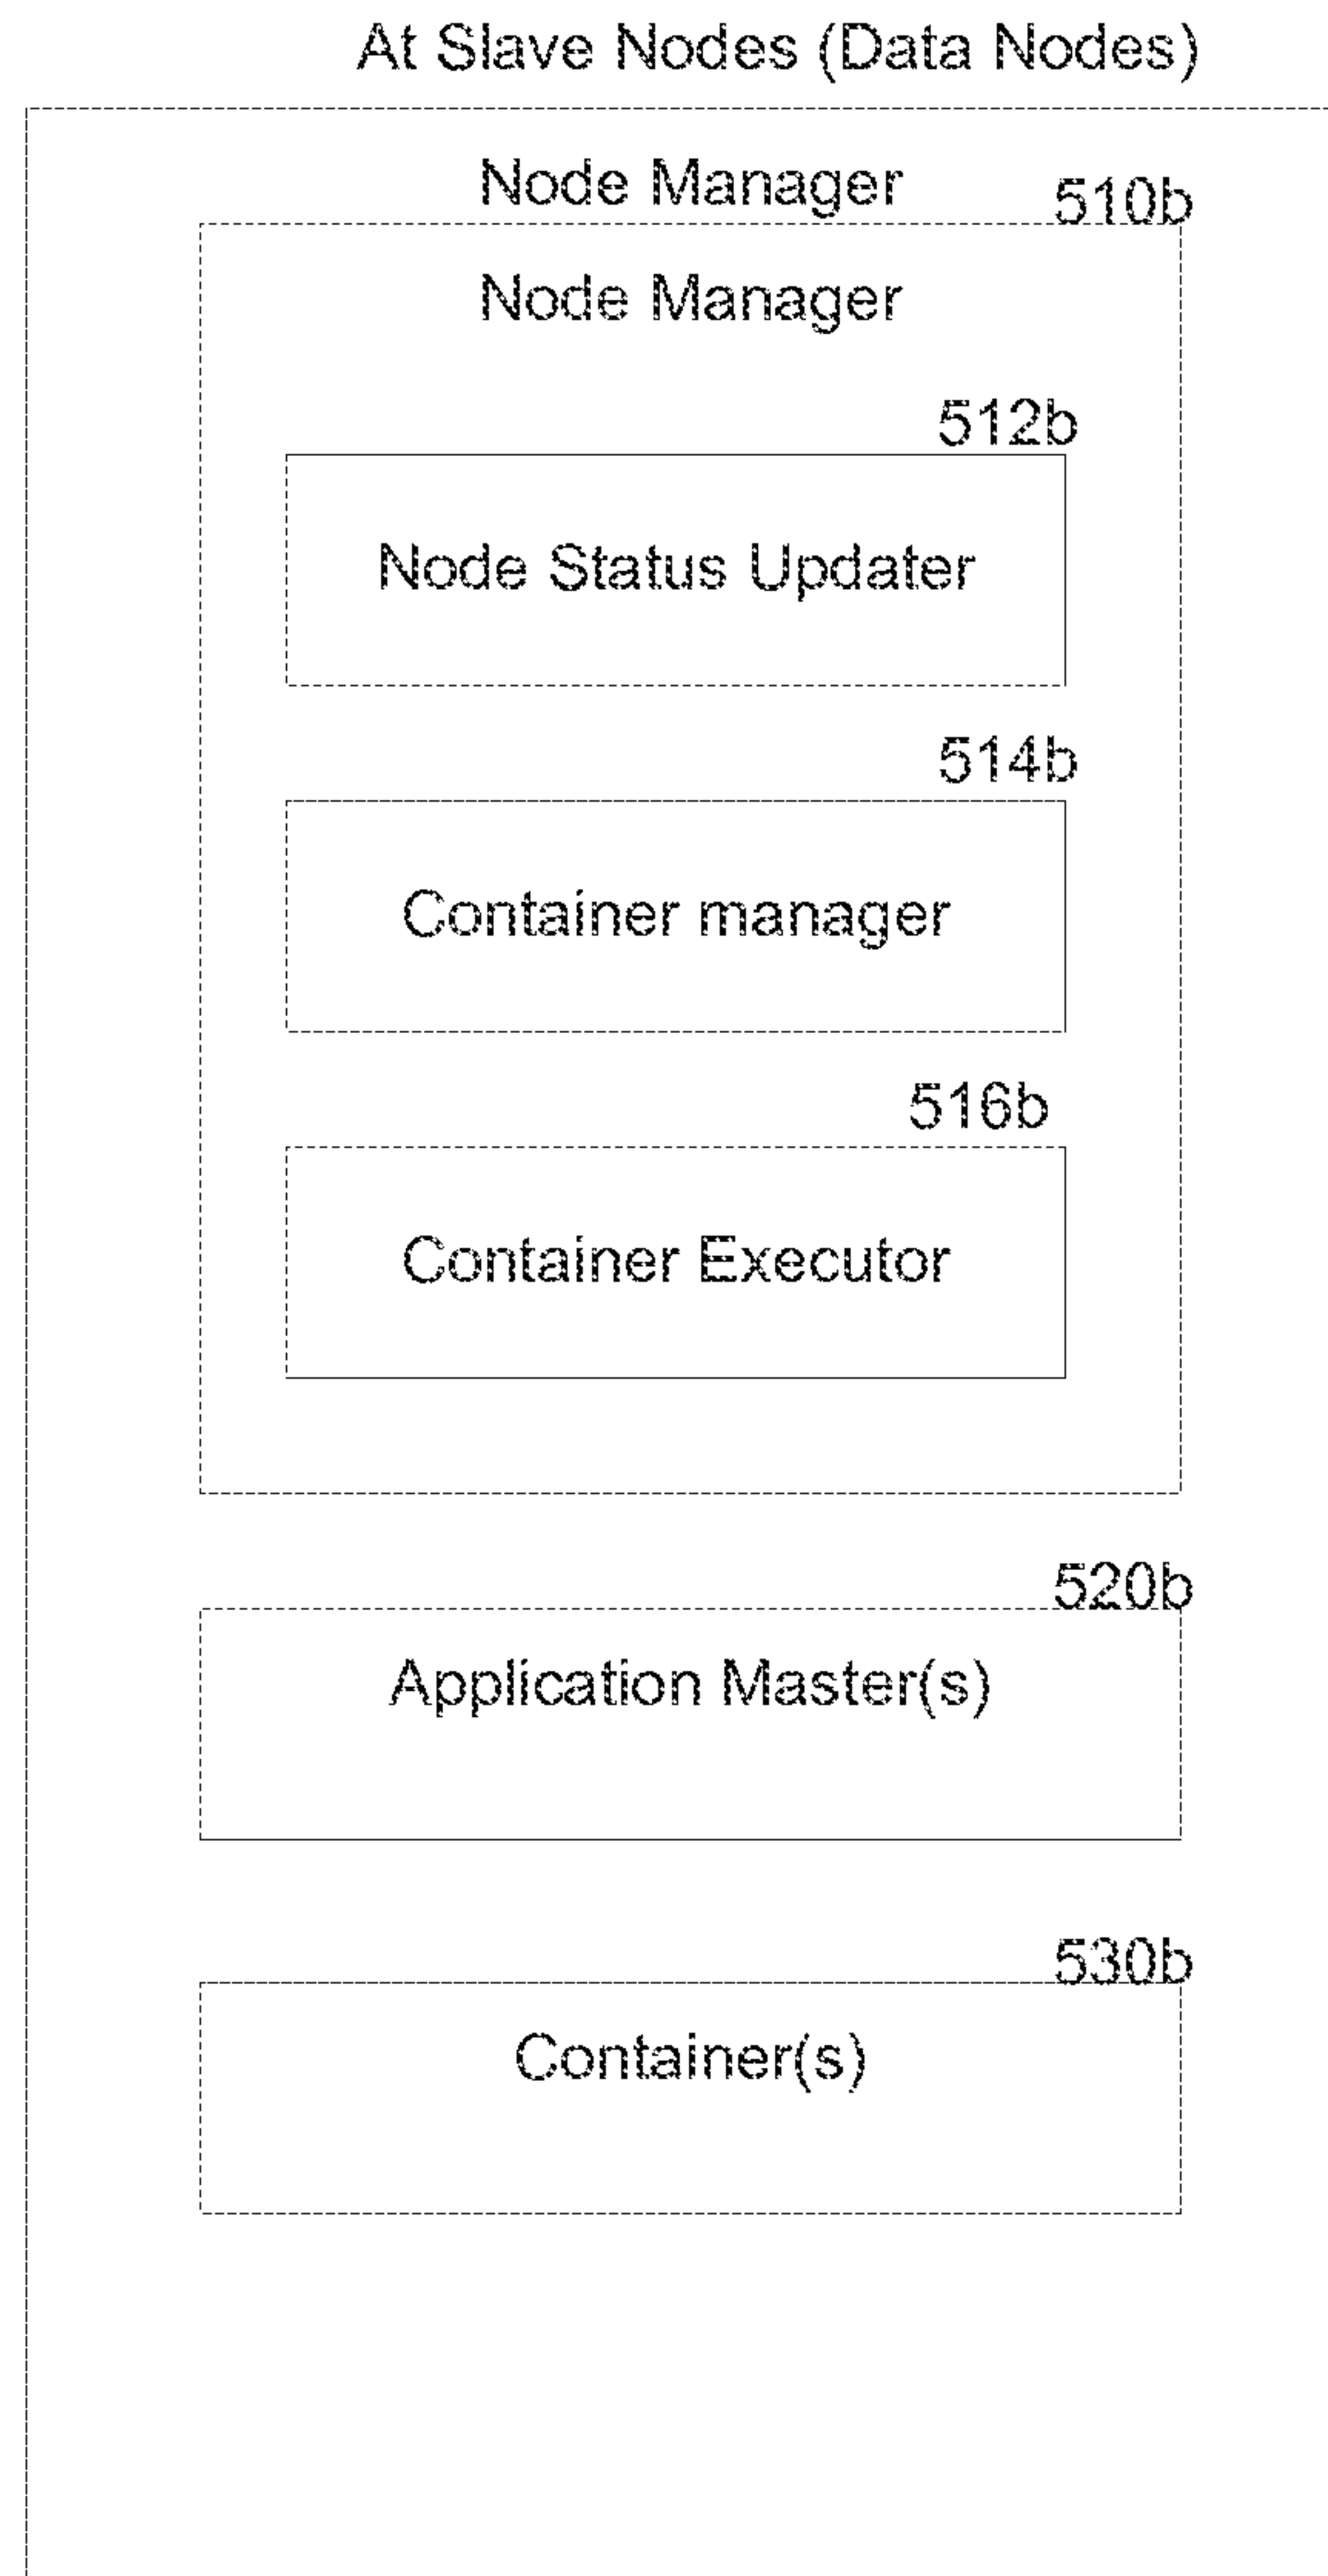 At Slave Nodes (Data Nodes)
Node Manager
510b
Node Manager
512b
Node Status Updater
514b
Container manager
516b
Container Executor
520b
Application Master(s)
530b
Container(s)